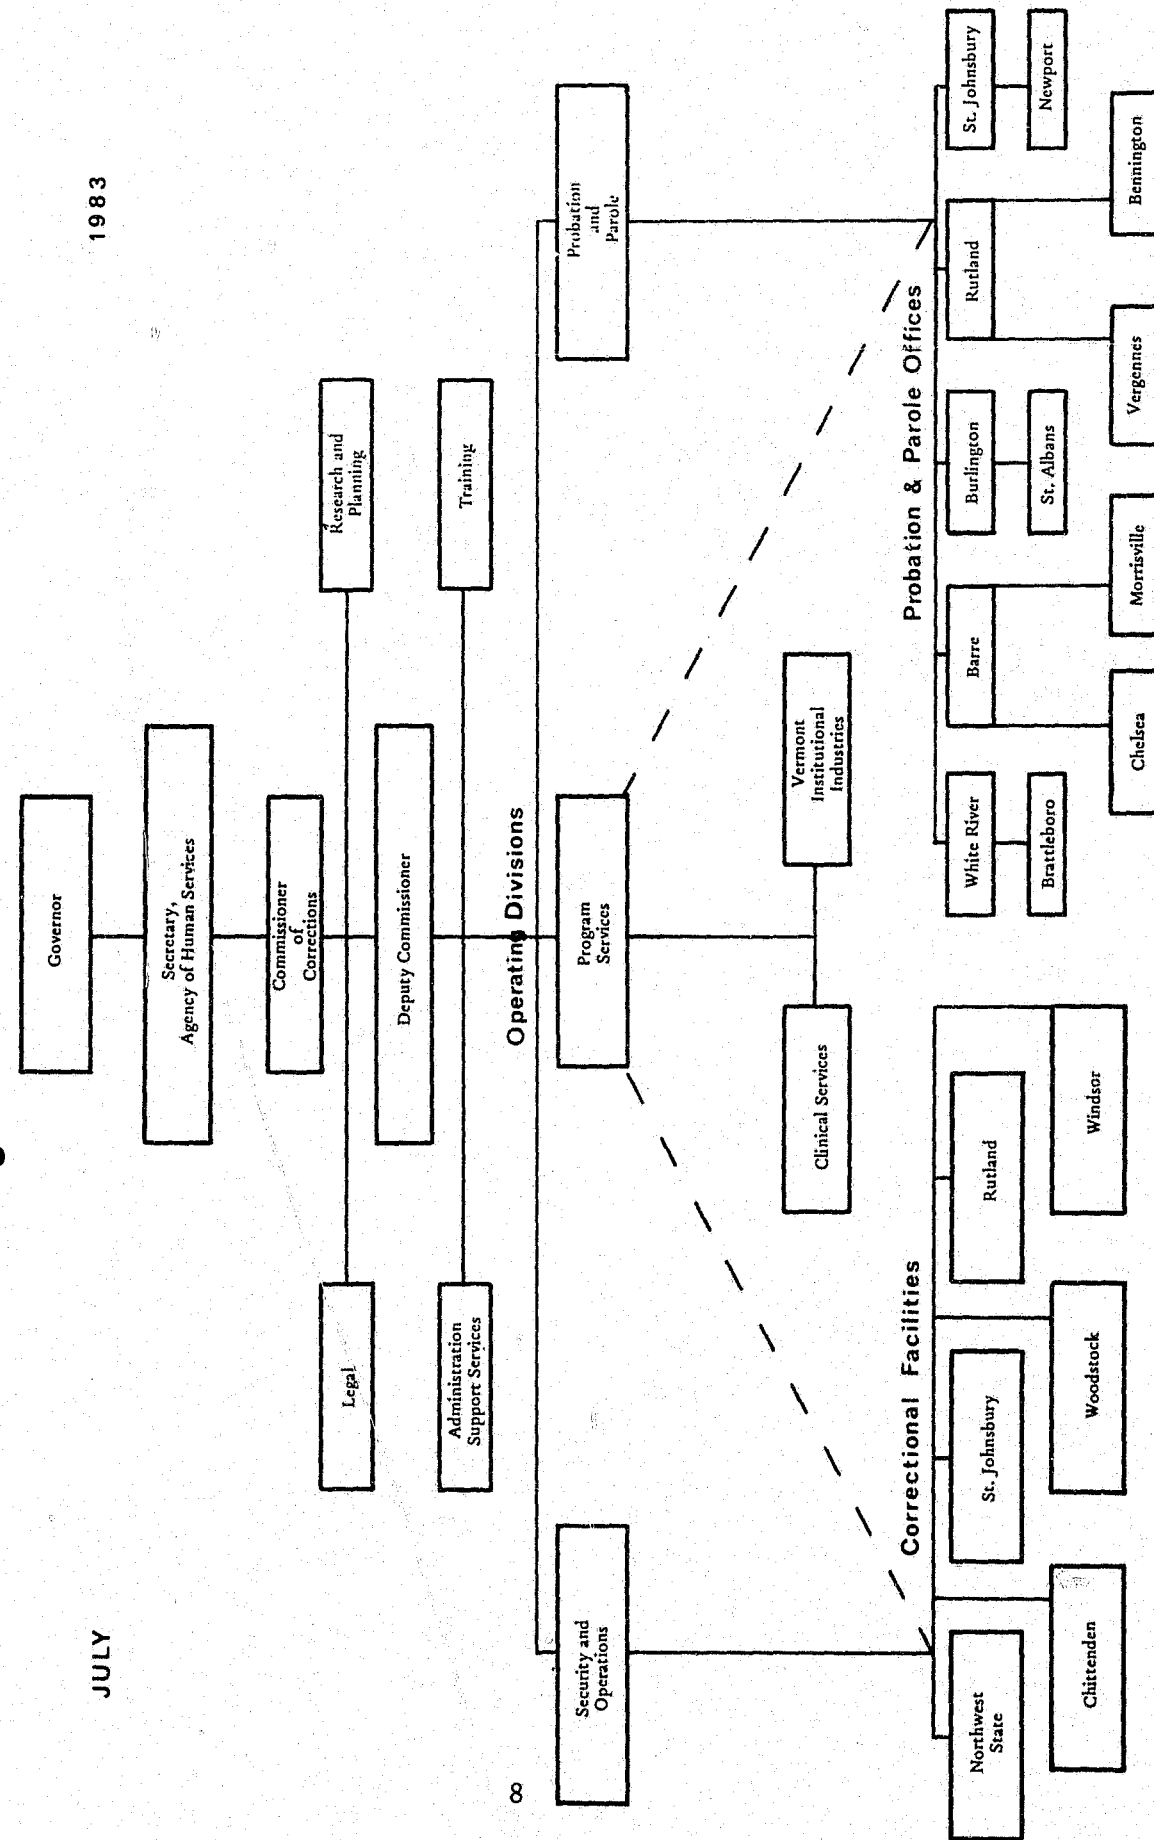 JULY
1983
Governor
Secretary,
Agency of Human Services
Commissioner
of
Corrections
Legal
Research and
Planning
Deputy Commissioner
Administration
Support Services
Training
Operating Divisions
Security and
Operations
Program
Services
Probation
and
Parole
Clinical Services
Vermont
Institutional
Industries
Correctional Facilities
Northwest
State
St. Johnsbury
Rutland
Chittenden
Woodstock
Windsor
Probation & Parole Offices
White River
Barre
Burlington
Rutland
St. Johnsbury
Brattleboro
St. Albans
Newport
Chelsea
Morrisville
Vergennes
Bennington
8